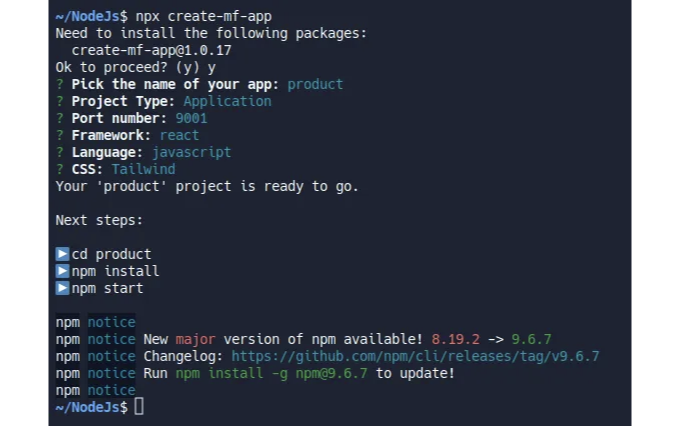 ~/NodeJs$ npx create-mf-app
Need to install the following packages:
  create-mf-app@1.0.17
Ok to proceed? (y) y
? Pick the name of your app: product
? Project Type: Application
? Port number: 9001
? Framework: react
? Language: javascript
? CSS: Tailwind
Your 'product' project is ready to go.

Next steps:

▶cd product
▶npm install
▶npm start

npm notice
npm notice New major version of npm available! 8.19.2 -> 9.6.7
npm notice Changelog: https://github.com/npm/cli/releases/tag/v9.6.7
npm notice Run npm install -g npm@9.6.7 to update!
npm notice
~/NodeJs$